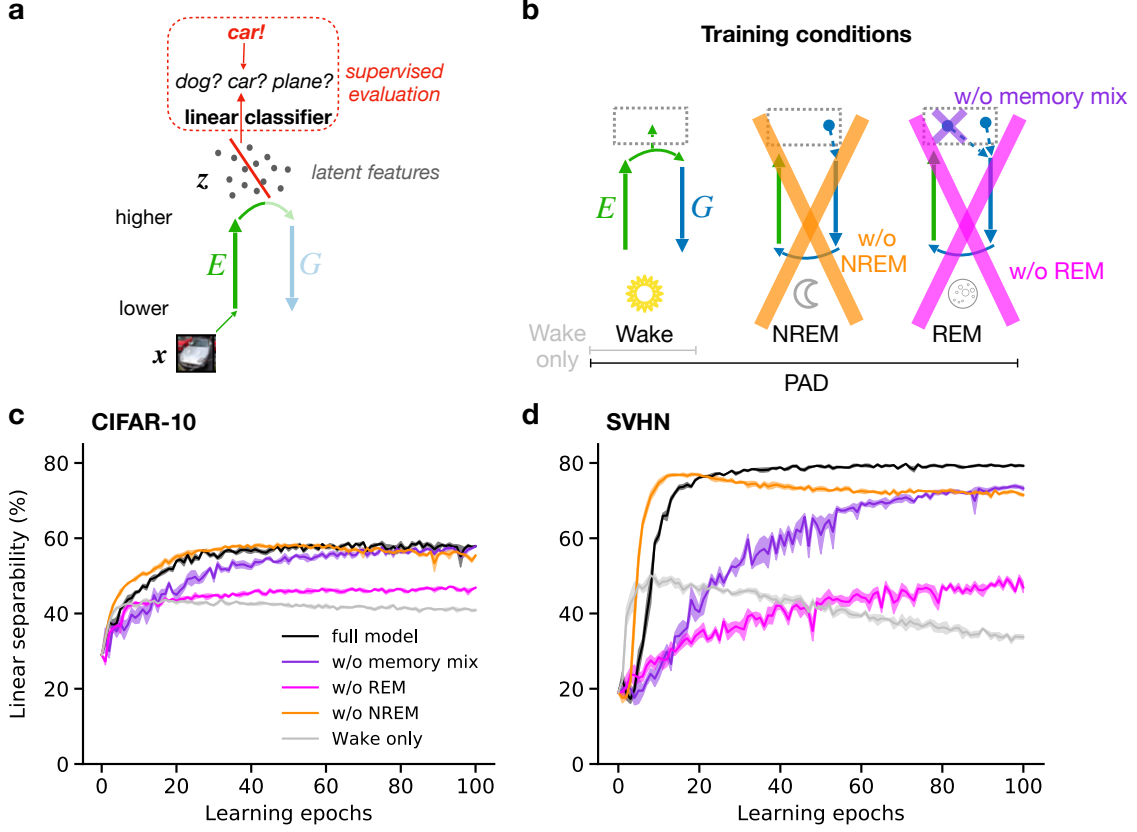 a
car!
dog? car? plane?
supervised
evaluation
linear classifier
z
latent features
higher
E
G
lower
x
b
Training conditions
w/o memory mix
E
G
w/o
NREM
w/o REM
Wake
only
Wake
NREM
REM
PAD
c
CIFAR-10
Linear separability (%)
80
60
40
20
0
full model
w/o memory mix
w/o REM
w/o NREM
Wake only
0
20
40
60
80
100
Learning epochs
d
SVHN
80
60
40
20
0
0
20
40
60
80
100
Learning epochs